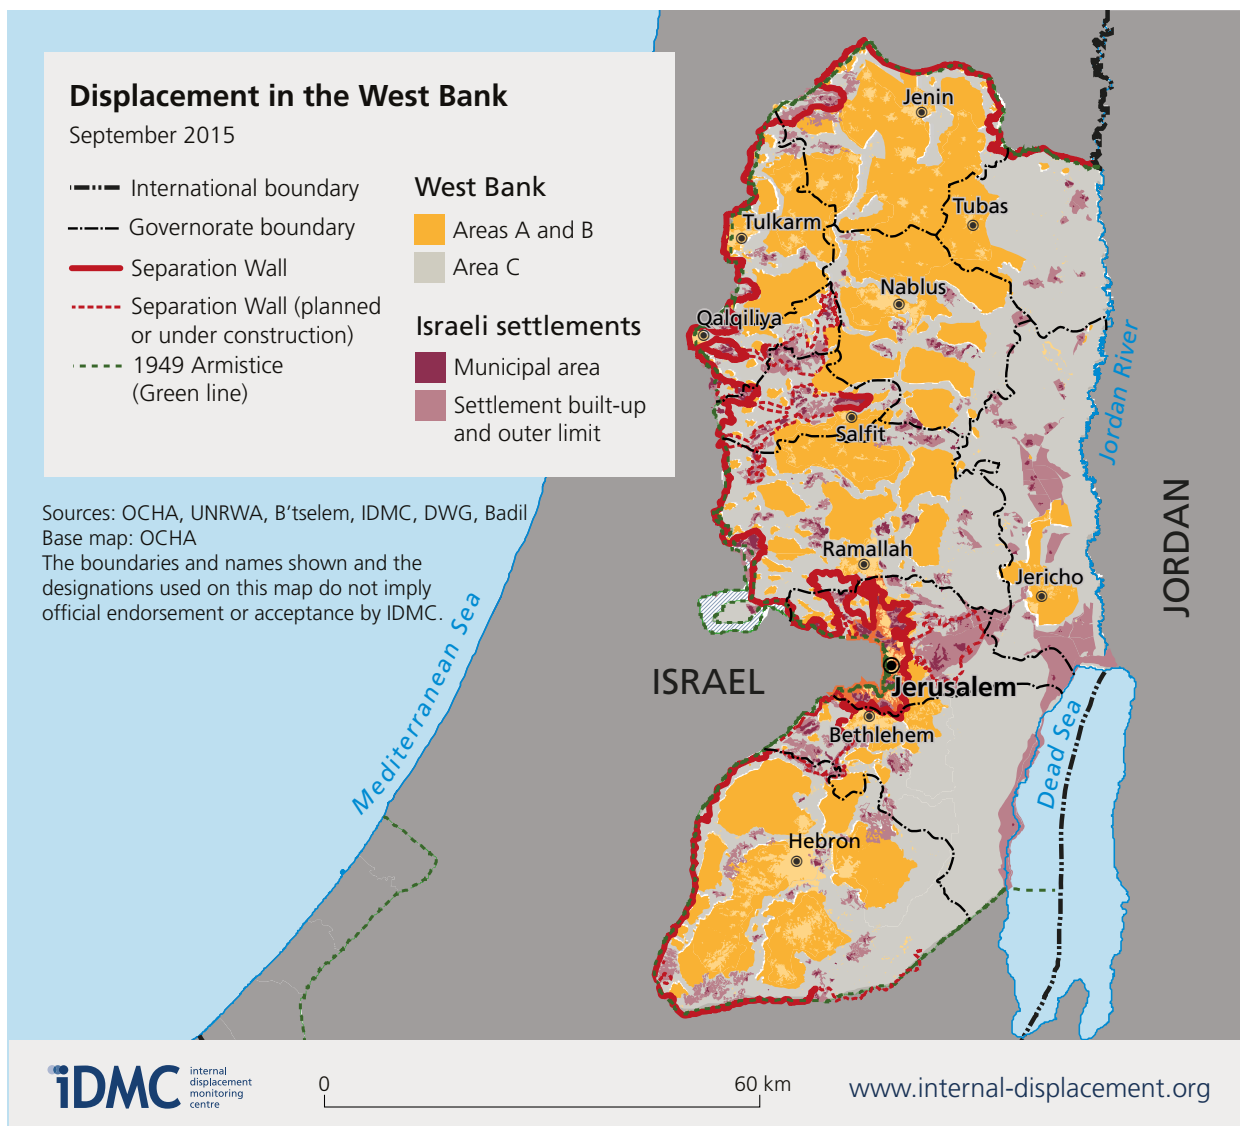 Displacement in the West Bank
September 2015
International boundary
Governorate boundary
Separation Wall
Separation Wall (planned
or under construction)
1949 Armistice
(Green line)
West Bank
Areas A and B
Area C
Israeli settlements
Municipal area
Settlement built-up
and outer limit
Sources: OCHA, UNRWA, B’tselem, IDMC, DWG, Badil
Base map: OCHA
The boundaries and names shown and the
designations used on this map do not imply
official endorsement or acceptance by IDMC.
Jenin
Tubas
Tulkarm
Nablus
Qalqiliya
Jordan River
Salfit
JORDAN
Ramallah
Jericho
Mediterranean Sea
ISRAEL
Jerusalem
Bethlehem
Dead Sea
Hebron
iDMC
internal
displacement
monitoring
centre
0
60 km
www.internal-displacement.org